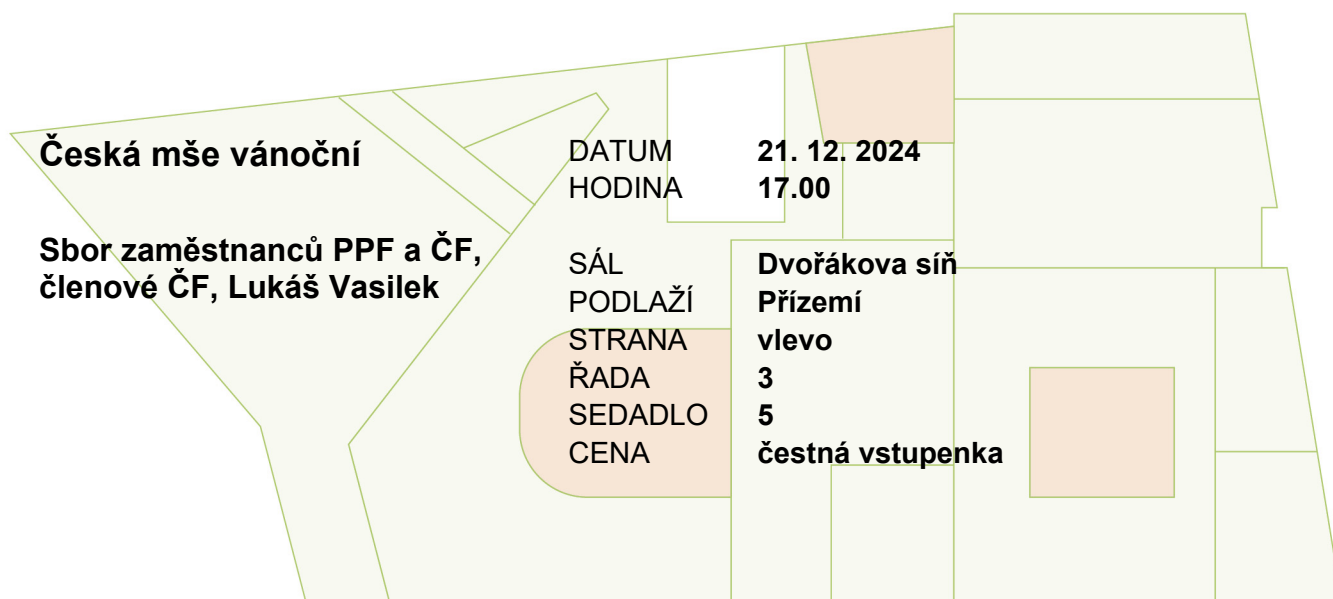 Česká mše vánoční
Sbor zaměstnanců PPF a ČF,
členové ČF, Lukáš Vasilek
DATUM 21. 12. 2024
HODINA 17.00
SÁL Dvořákova síň
PODLAŽÍ Přízemí
STRANA vlevo
ŘADA 3
SEDADLO 5
CENA čestná vstupenka